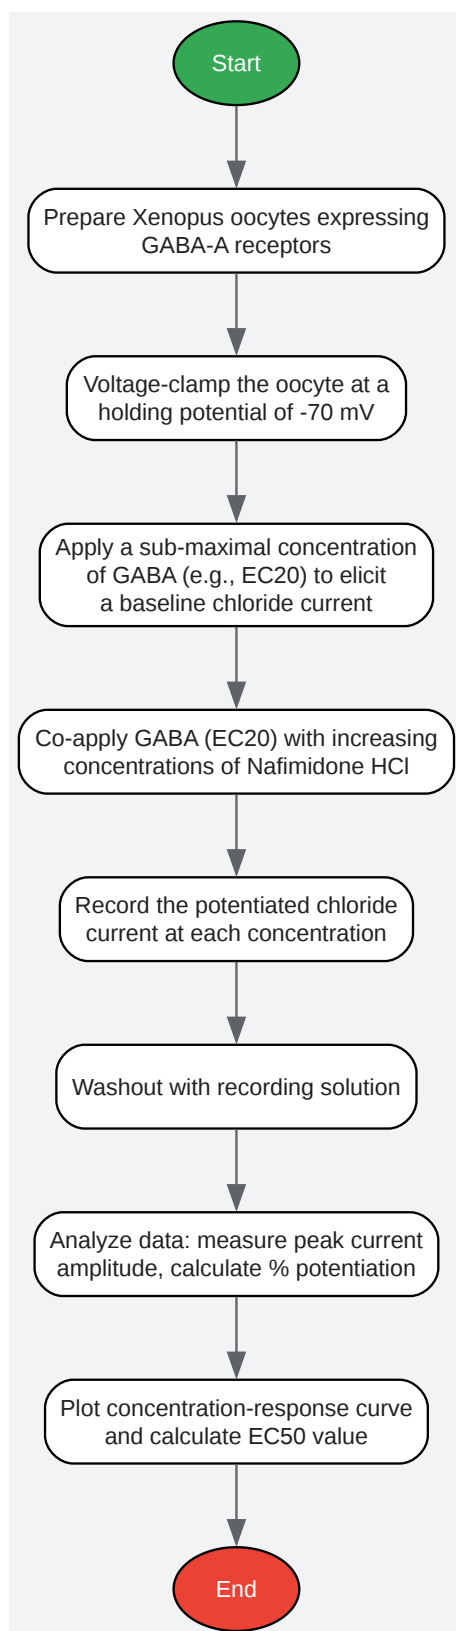 Start
Prepare Xenopus oocytes expressing
GABA-A receptors
Voltage-clamp the oocyte at a
holding potential of -70 mV
Apply a sub-maximal concentration
of GABA (e.g., EC20) to elicit
a baseline chloride current
Co-apply GABA (EC20) with increasing
concentrations of Nafimidone HCl
Record the potentiated chloride
current at each concentration
Washout with recording solution
Analyze data: measure peak current
amplitude, calculate % potentiation
Plot concentration-response curve
and calculate EC50 value
End